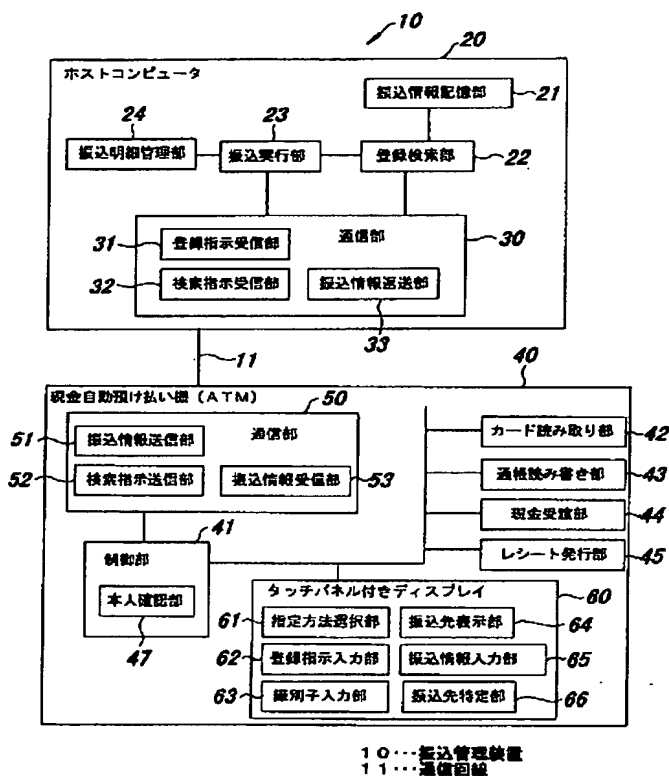 10
20
ホストコンピュータ
振込情報記憶部
21
24
23
振込明細管理部
振込実行部
登録検索部
22
31
登録指示受信部
通信部
30
32
検索指示受信部
振込情報返送部
33
11
40
現金自動預け払い機(ATM)
50
51
振込情報送信部
通信部
52
検索指示送信部
振込情報受信部
53
カード読み取り部
42
通帳読み書き部
43
現金受渡部
44
レシート発行部
45
41
制御部
本人確認部
47
タッチパネル付きディスプレイ
60
61
指定方法選択部
振込先表示部
64
62
登録指示入力部
振込情報入力部
65
63
識別子入力部
振込先特定部
66
10…振込管理装置
11…通信回線